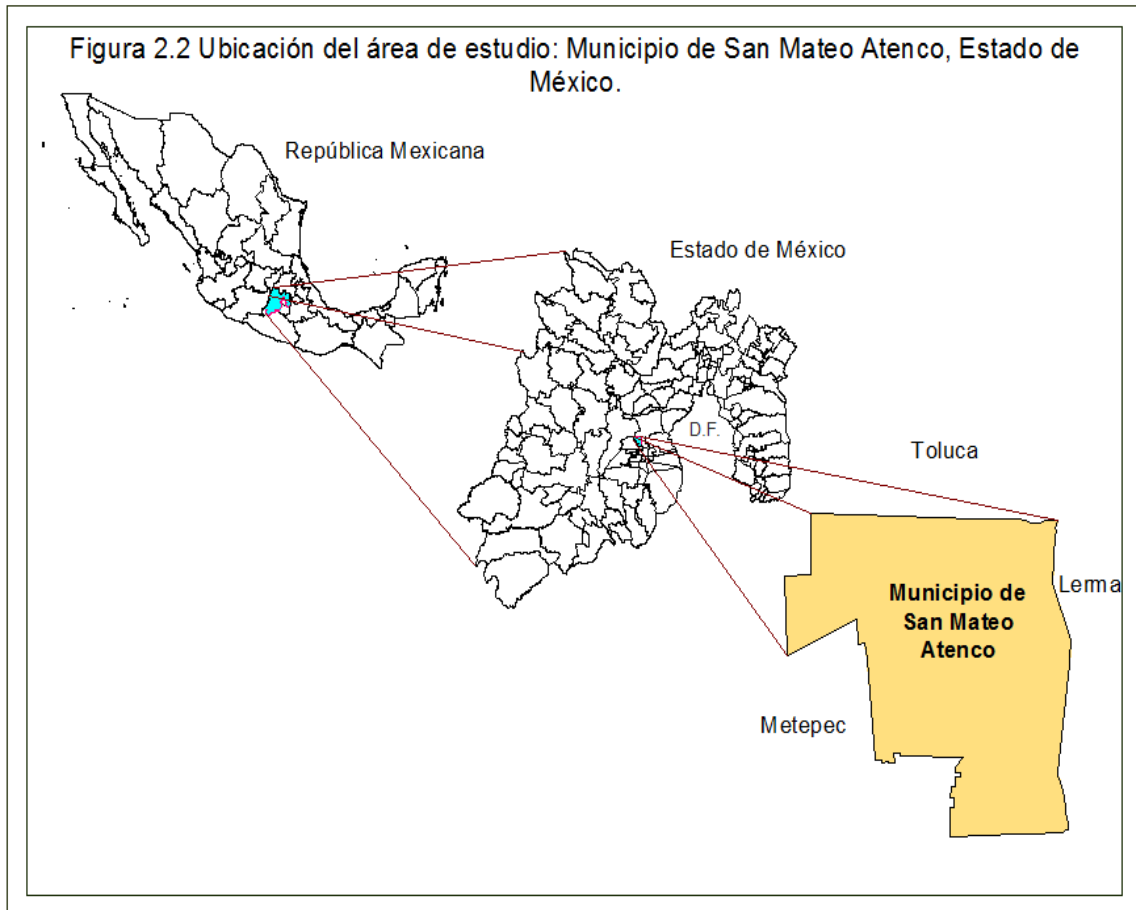 Figura 2.2 Ubicación del área de estudio: Municipio de San Mateo Atenco, Estado de
México.
República Mexicana
Estado de México
D.F.
Toluca
Lerma
Municipio de
San Mateo
Atenco
Metepec